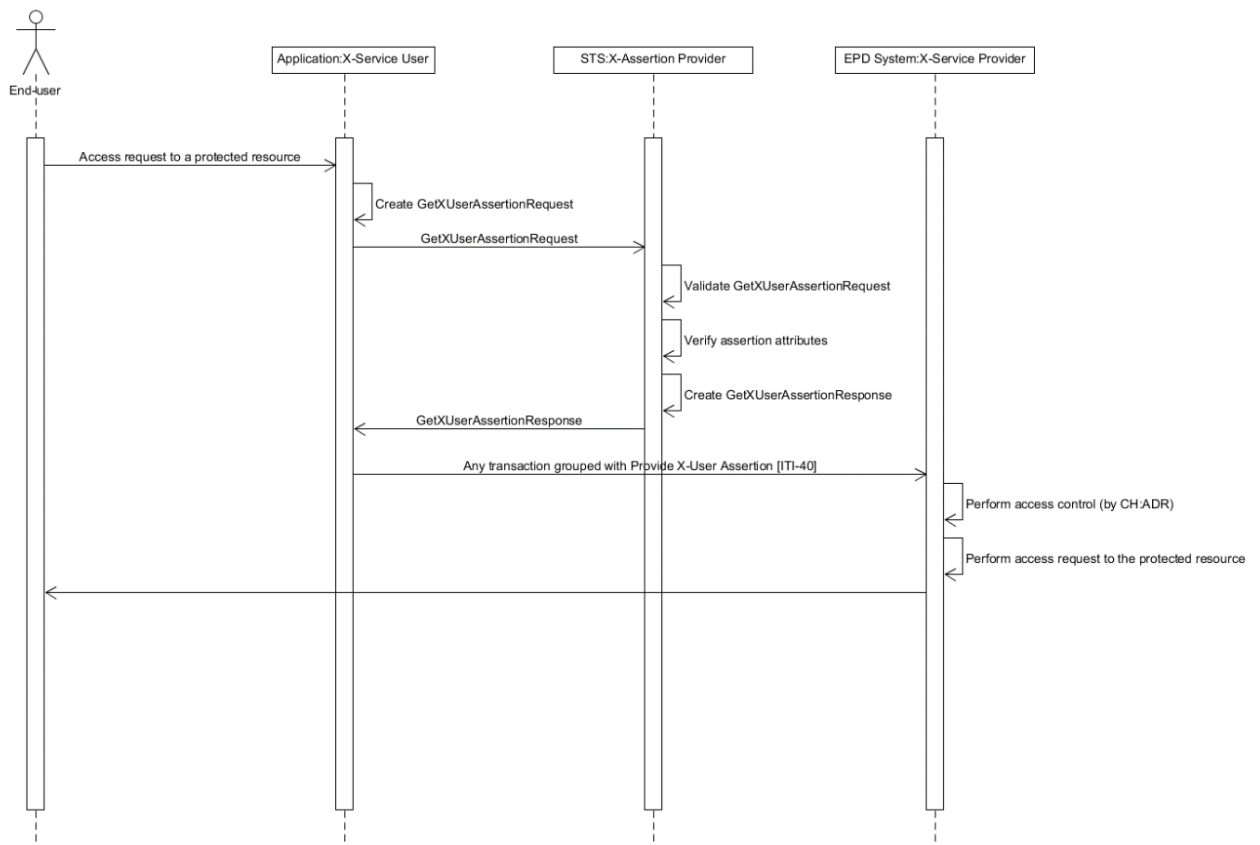 Application:X-Service User
STS:X-Assertion Provider
EPD System:X-Service Provider
End-user
Access request to a protected resource
Create GetXUserAssertionRequest
GetXUserAssertionRequest
Validate GetXUserAssertionRequest
Verify assertion attributes
Create GetXUserAssertionResponse
GetXUserAssertionResponse
Any transaction grouped with Provide X-User Assertion [ITI-40]
Perform access control (by CH:ADR)
Perform access request to the protected resource